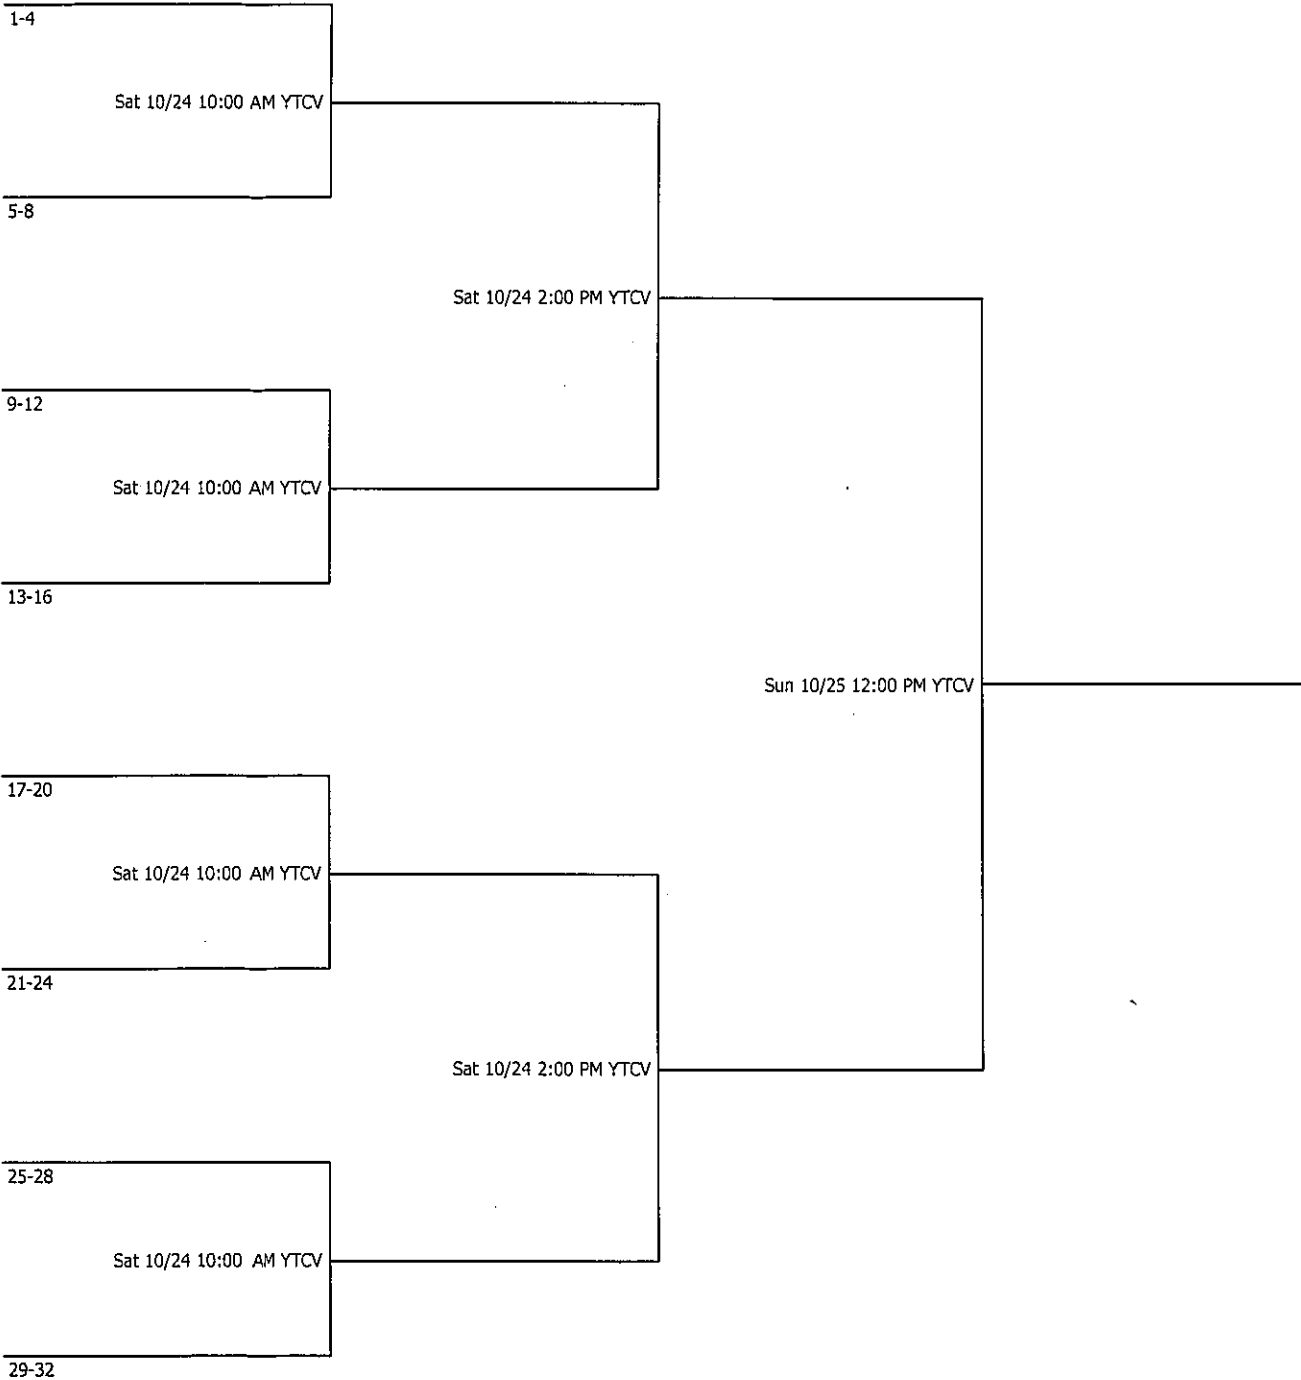 1-4
Sat 10/24 10:00 AM YTCV
5-8
Sat 10/24 2:00 PM YTCV
9-12
Sat 10/24 10:00 AM YTCV
13-16
Sun 10/25 12:00 PM YTCV
17-20
Sat 10/24 10:00 AM YTCV
21-24
Sat 10/24 2:00 PM YTCV
25-28
Sat 10/24 10:00 AM YTCV
29-32